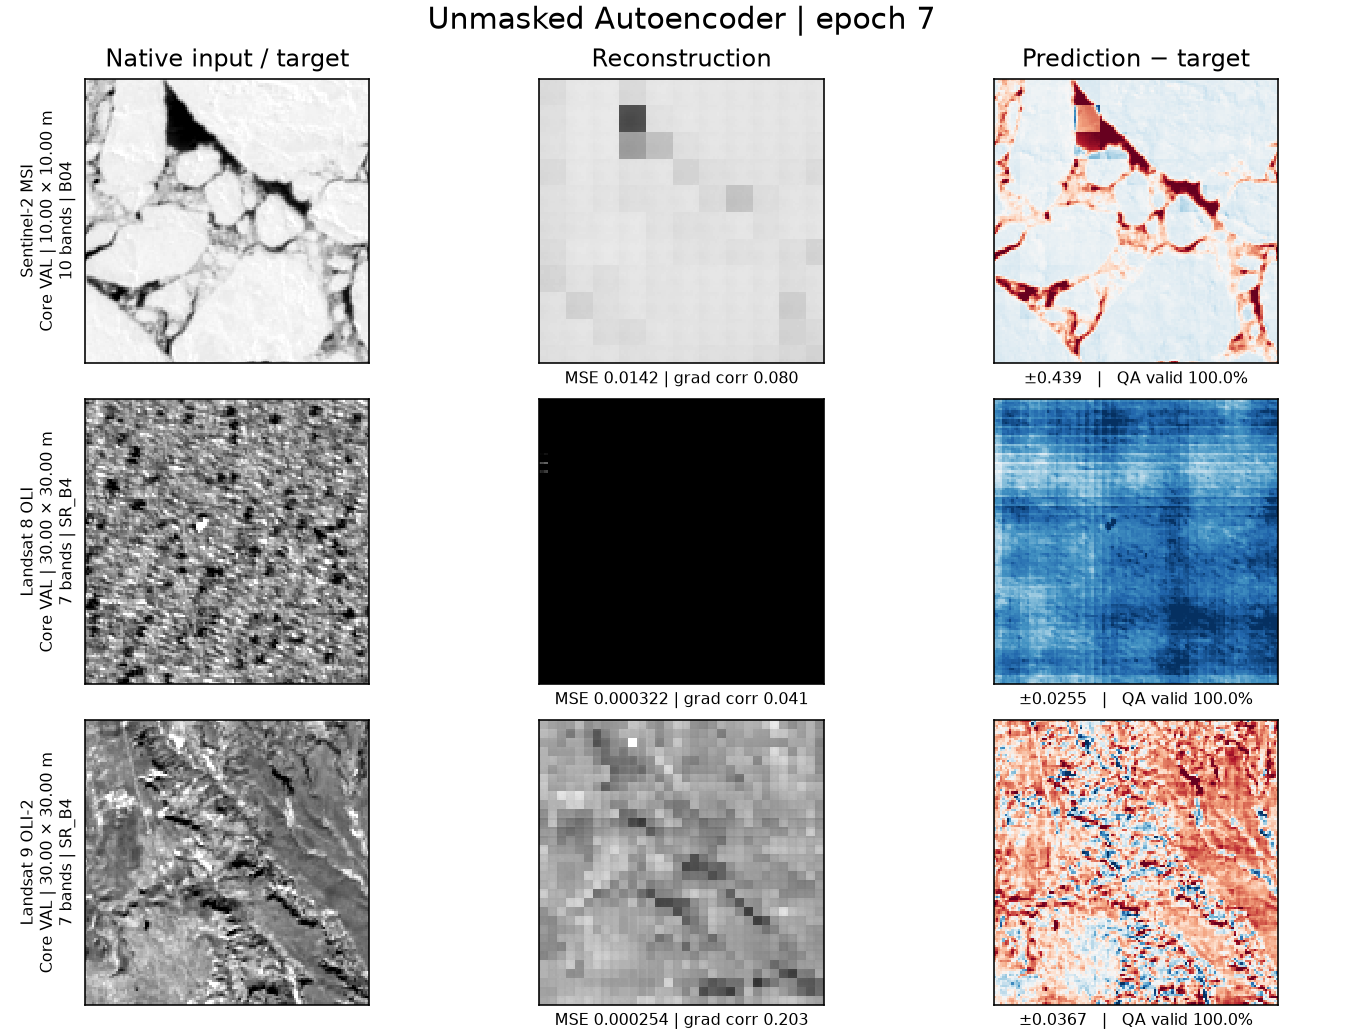 Unmasked Autoencoder | epoch 7
Native input / target
Reconstruction
Prediction − target
Sentinel-2 MSI
Core VAL | 10.00 × 10.00 m
10 bands | B04
MSE 0.0142 | grad corr 0.080
±0.439 | QA valid 100.0%
Landsat 8 OLI
Core VAL | 30.00 × 30.00 m
7 bands | SR_B4
MSE 0.000322 | grad corr 0.041
±0.0255 | QA valid 100.0%
Landsat 9 OLI-2
Core VAL | 30.00 × 30.00 m
7 bands | SR_B4
MSE 0.000254 | grad corr 0.203
±0.0367 | QA valid 100.0%